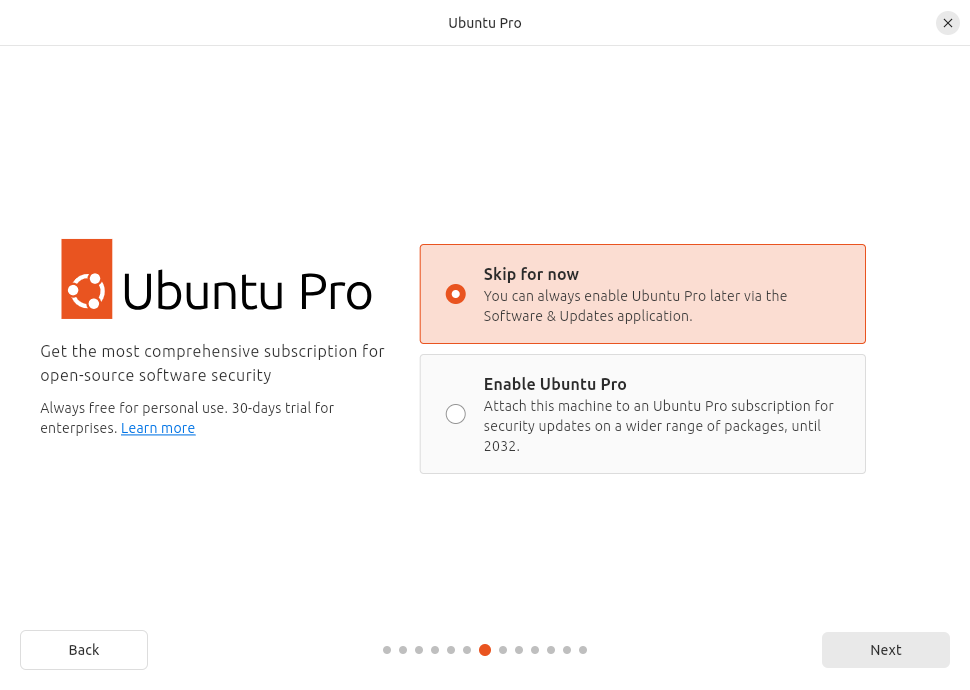 Ubuntu Pro
Ubuntu Pro
Get the most comprehensive subscription for
open-source software security
Always free for personal use. 30-days trial for
enterprises. Learn more
Skip for now
You can always enable Ubuntu Pro later via the
Software & Updates application.
Enable Ubuntu Pro
Attach this machine to an Ubuntu Pro subscription for
security updates on a wider range of packages, until
2032.
Back
Next